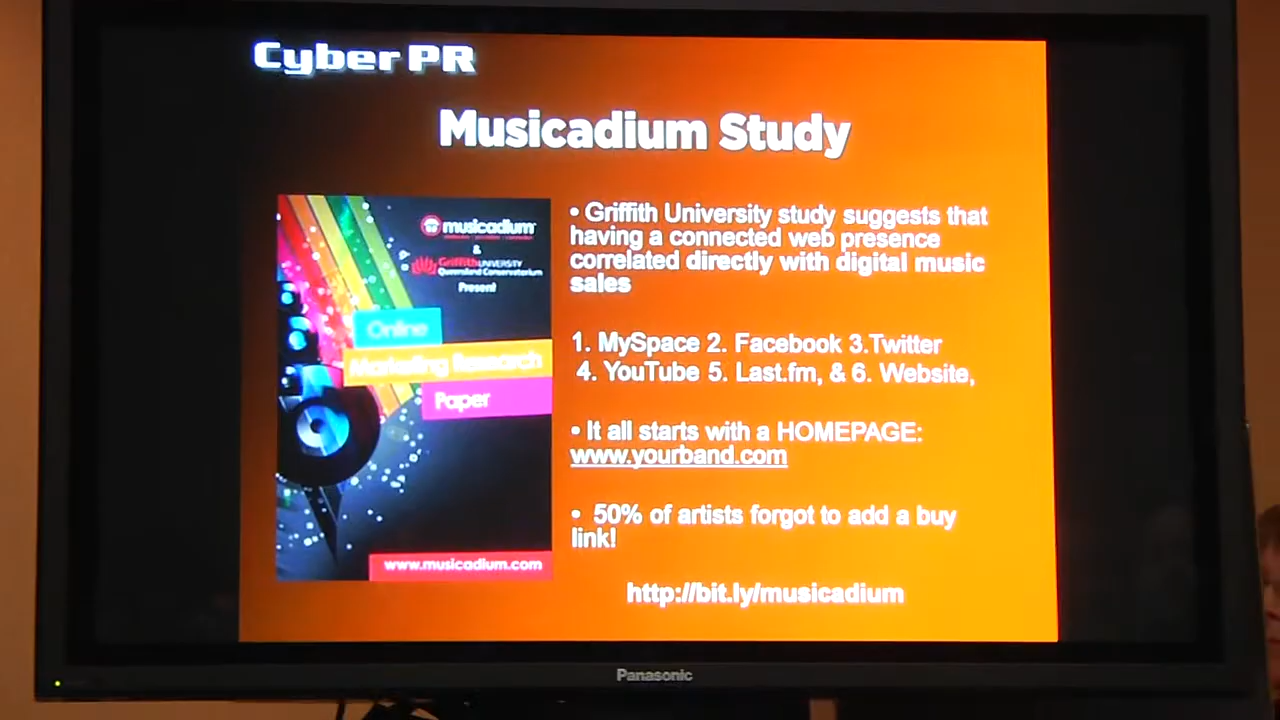 Cyber PR
Musicadium Study
musicadium
&
Griffith UNIVERSITY
Queensland Conservatorium
Present
Online
Marketing Research
Paper
www.musicadium.com
• Griffith University study suggests that
having a connected web presence
correlated directly with digital music
sales
1. MySpace 2. Facebook 3.Twitter
4. YouTube 5. Last.fm, & 6. Website,
• It all starts with a HOMEPAGE:
www.yourband.com
• 50% of artists forgot to add a buy
link!
http://bit.ly/musicadium
Panasonic